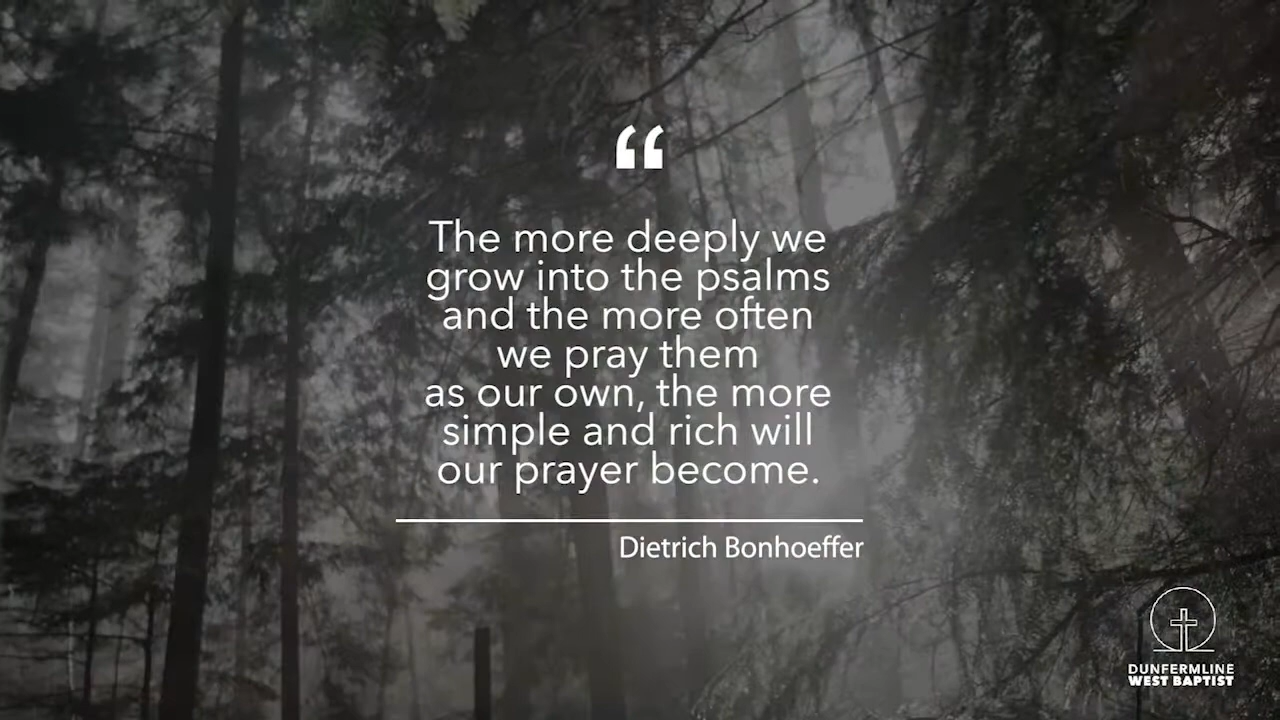 “
The more deeply we
grow into the psalms
and the more often
we pray them
as our own, the more
simple and rich will
our prayer become.
Dietrich Bonhoeffer
DUNFERMLINE
WEST BAPTIST